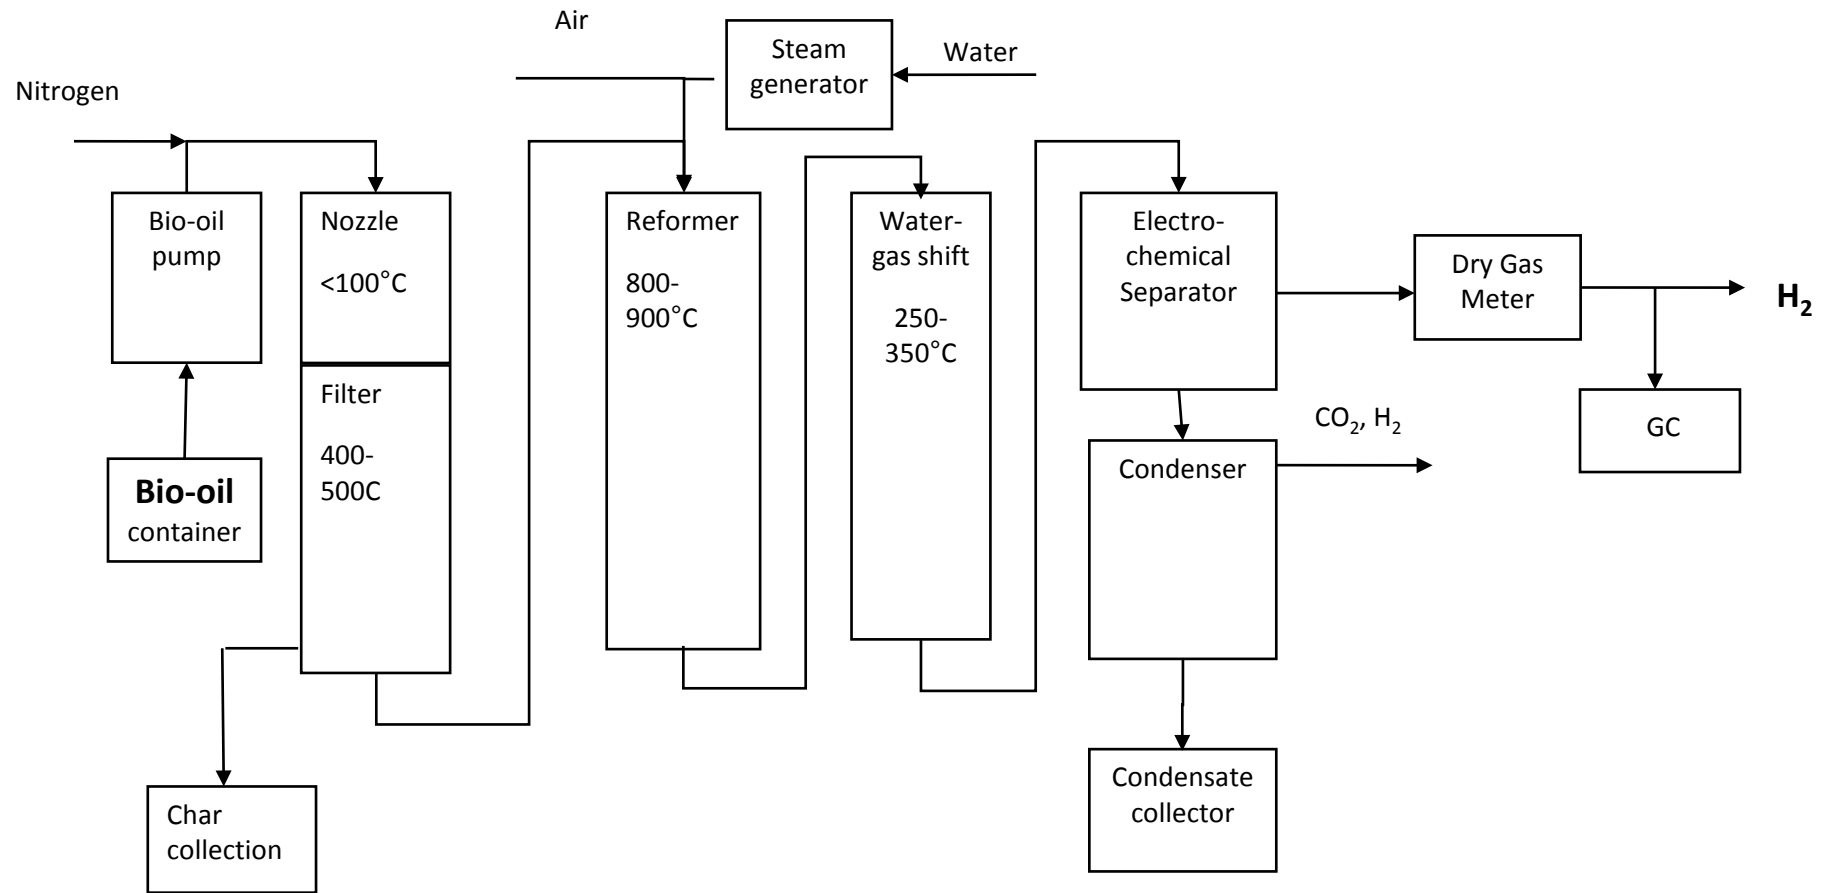 Air
Steam
generator
Water
Nitrogen
Bio-oil
pump
Nozzle
<100°C
Reformer
800-
900°C
Water-
gas shift
250-
350°C
Electro-
chemical
Separator
Dry Gas
Meter
H₂
Filter
400-
500C
Bio-oil
container
CO₂, H₂
GC
Condenser
Char
collection
Condensate
collector